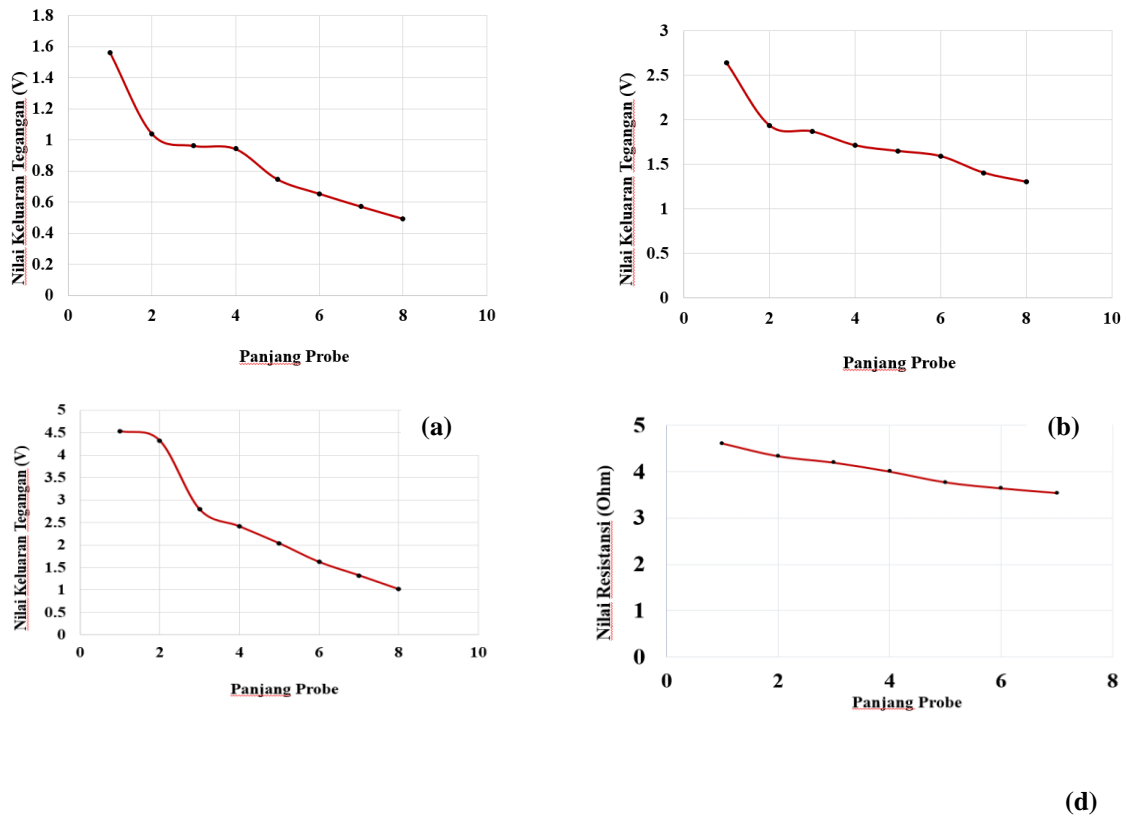 1.8
1.6
1.4
1.2
1
0.8
0.6
0.4
0.2
0
0 2 4 6 8 10
Nilai Keluaran Tegangan (V)
Panjang Probe
3
2.5
2
1.5
1
0.5
0
0 2 4 6 8 10
Nilai Keluaran Tegangan (V)
Panjang Probe
(a)
(b)
5
4.5
4
3.5
3
2.5
2
1.5
1
0.5
0
0 2 4 6 8 10
Nilai Keluaran Tegangan (V)
Panjang Probe
5
4
3
2
1
0
0 2 4 6 8
Nilai Resistansi (Ohm)
Panjang Probe
(d)